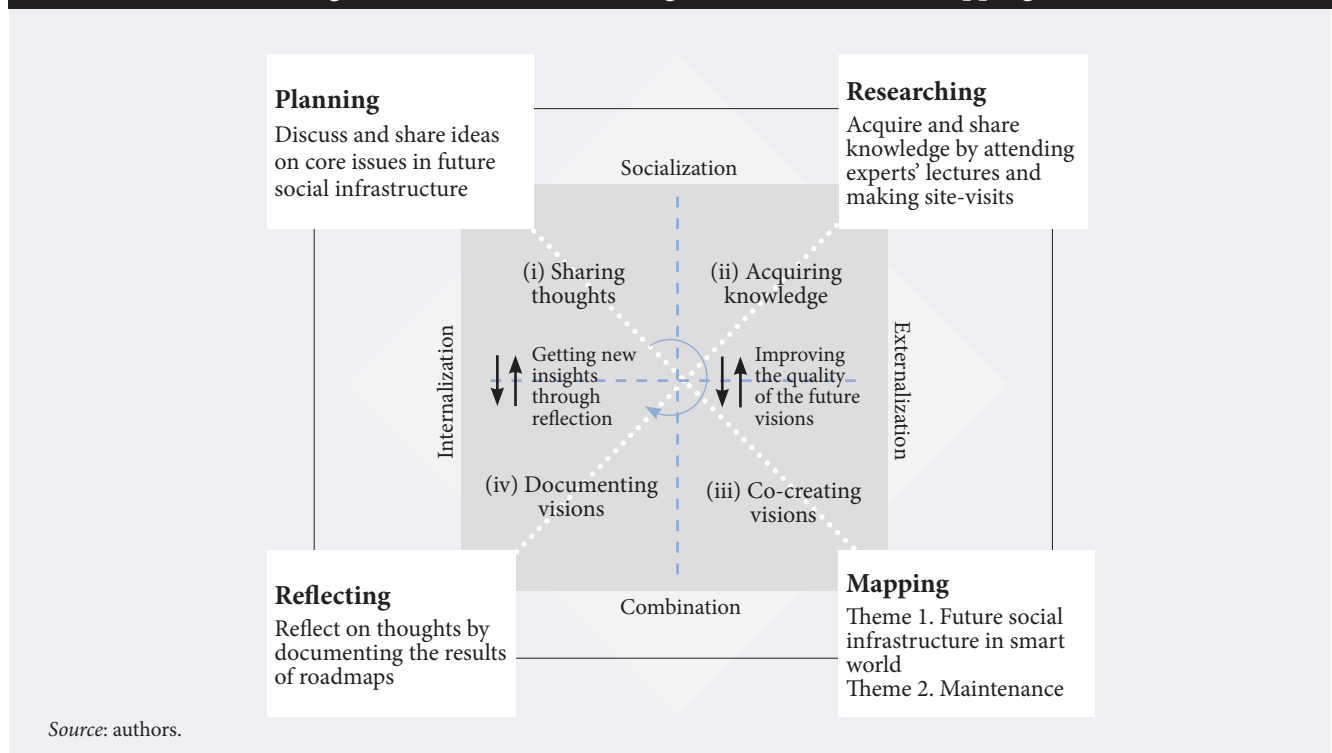 Planning
Discuss and share ideas
on core issues in future
social infrastructure
Researching
Acquire and share
knowledge by attending
experts’ lectures and
making site-visits
Socialization
(i) Sharing
thoughts
(ii) Acquiring
knowledge
Internalization
Getting new
insights
through
reflection
Improving
the quality
of the future
visions
Externalization
(iv) Documenting
visions
(iii) Co-creating
visions
Combination
Reflecting
Reflect on thoughts by
documenting the results
of roadmaps
Mapping
Theme 1. Future social
infrastructure in smart
world
Theme 2. Maintenance
Source: authors.